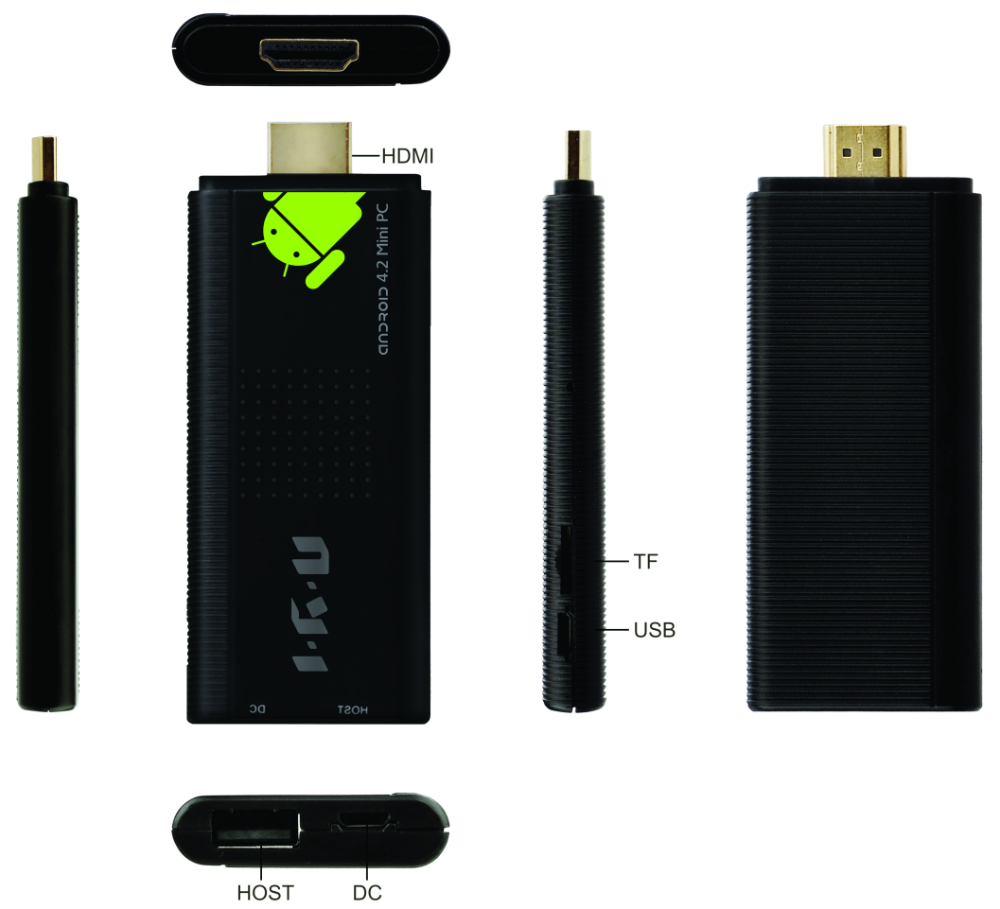 HDMI
ANDROID 4.2 Mini PC
TF
I·R·U
USB
DC
HOST
HOST
DC